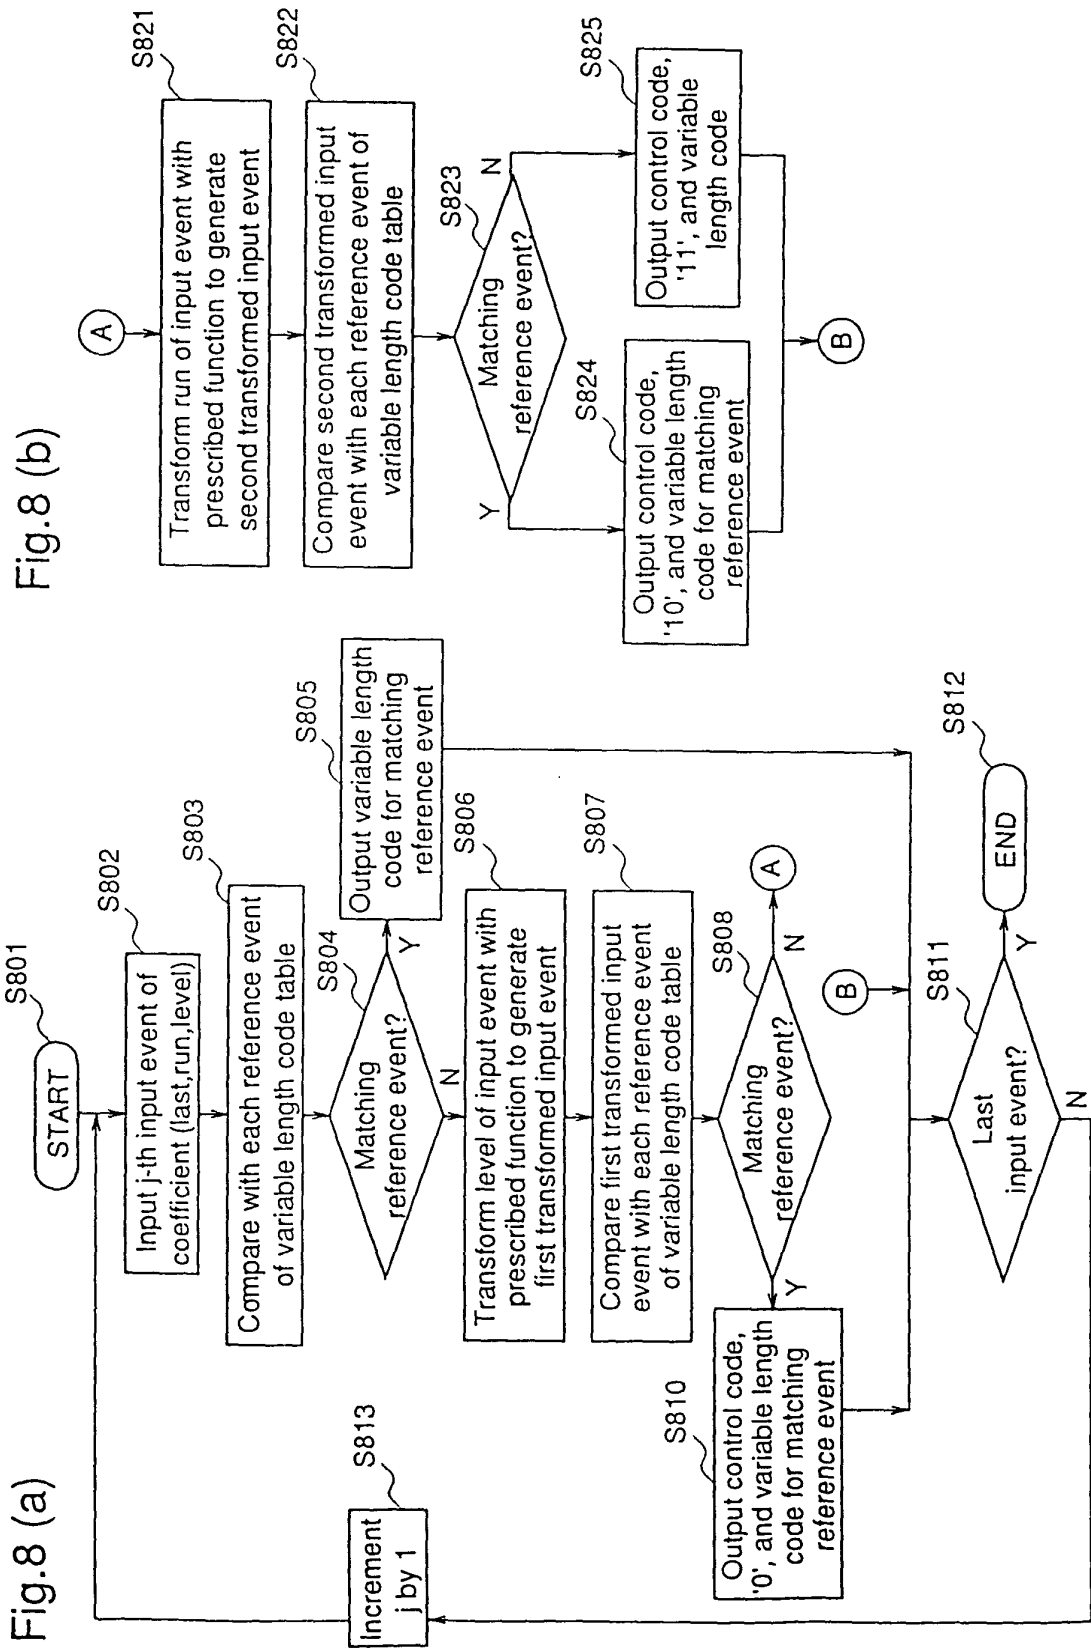 Fig.8 (a)
START
S801
Input j-th input event of
coefficient (last,run,level)
S802
Compare with each reference event
of variable length code table
S803
Matching
reference event?
S804
Y
N
Output variable length
code for matching
reference event
S805
Transform level of input event with
prescribed function to generate
first transformed input event
S806
Compare first transformed input
event with each reference event
of variable length code table
S807
Matching
reference event?
S808
Y
N
A
Output control code,
'0', and variable length
code for matching
reference event
S810
B
Last
input event?
S811
Y
N
END
S812
Increment
j by 1
S813
Fig.8 (b)
A
Transform run of input event with
prescribed function to generate
second transformed input event
S821
Compare second transformed input
event with each reference event of
variable length code table
S822
Matching
reference event?
S823
Y
N
Output control code,
'10', and variable length
code for matching
reference event
S824
Output control code,
'11', and variable
length code
S825
B